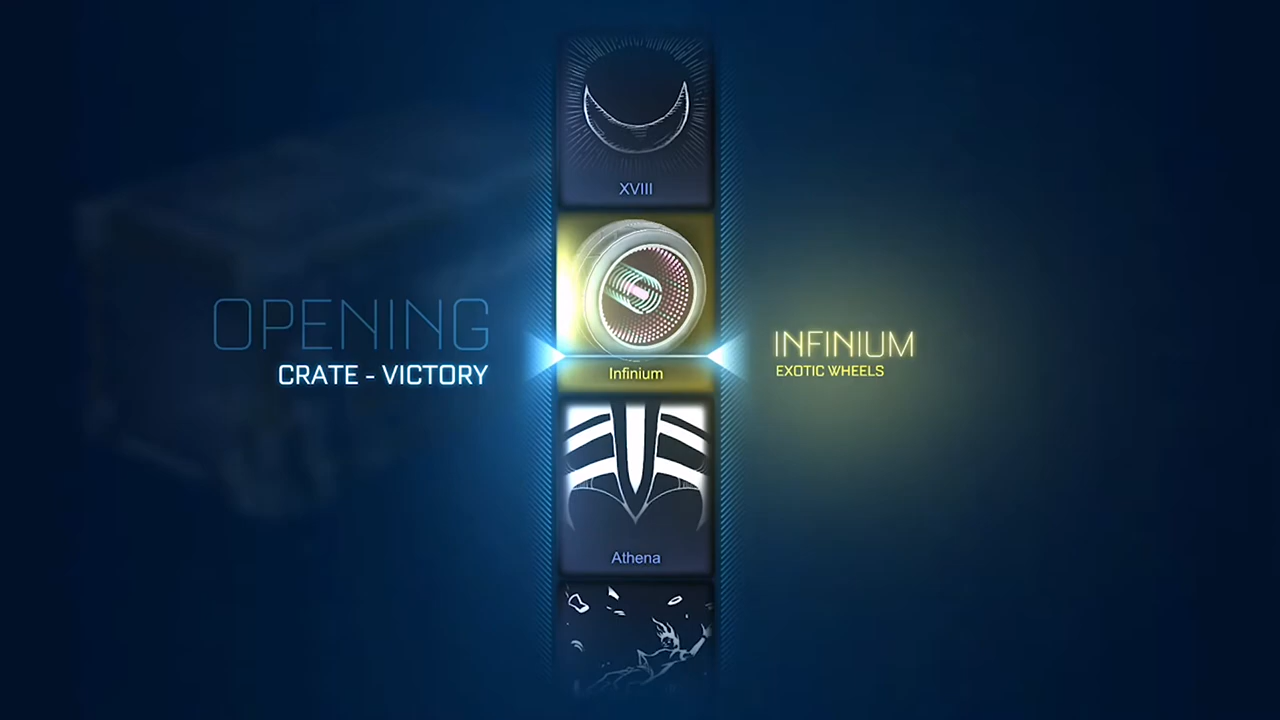 XVIII
OPENING
CRATE - VICTORY
Infinium
INFINIUM
EXOTIC WHEELS
Athena